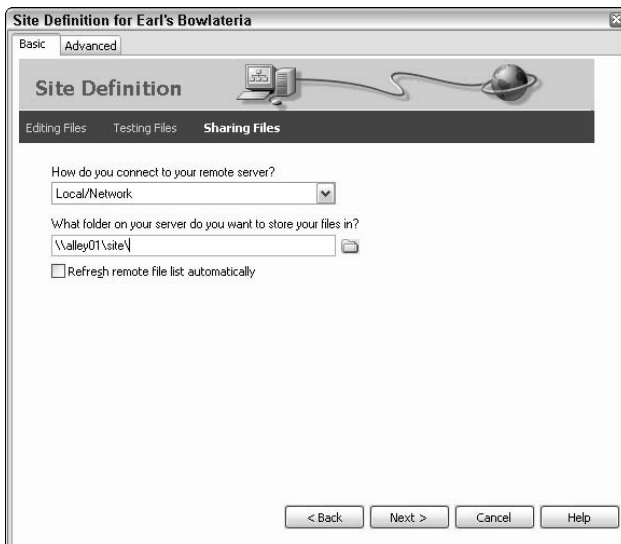 Site Definition for Earl's Bowlateria
Basic Advanced
Site Definition
Editing Files Testing Files Sharing Files
How do you connect to your remote server?
Local/Network
What folder on your server do you want to store your files in?
\\alley01\site\
Refresh remote file list automatically
< Back Next > Cancel Help